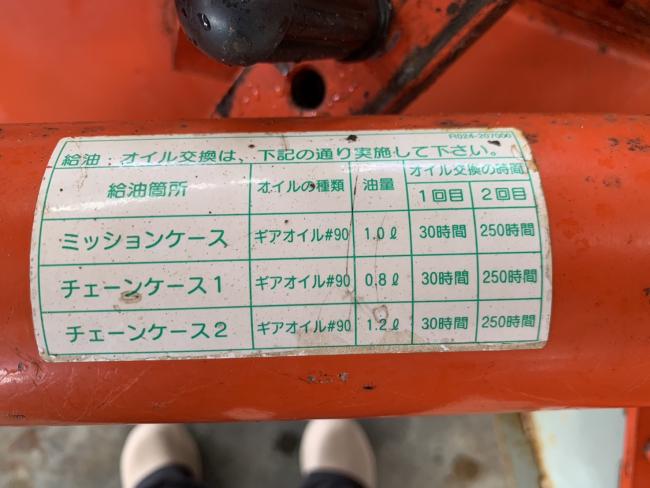 R024-207000
給油・オイル交換は、下記の通り実施して下さい。
給油箇所 オイルの種類 油量 オイル交換の時間
1回目 2回目
ミッションケース ギアオイル#90 1.0ℓ 30時間 250時間
チェーンケース1 ギアオイル#90 0.8ℓ 30時間 250時間
チェーンケース2 ギアオイル#90 1.2ℓ 30時間 250時間